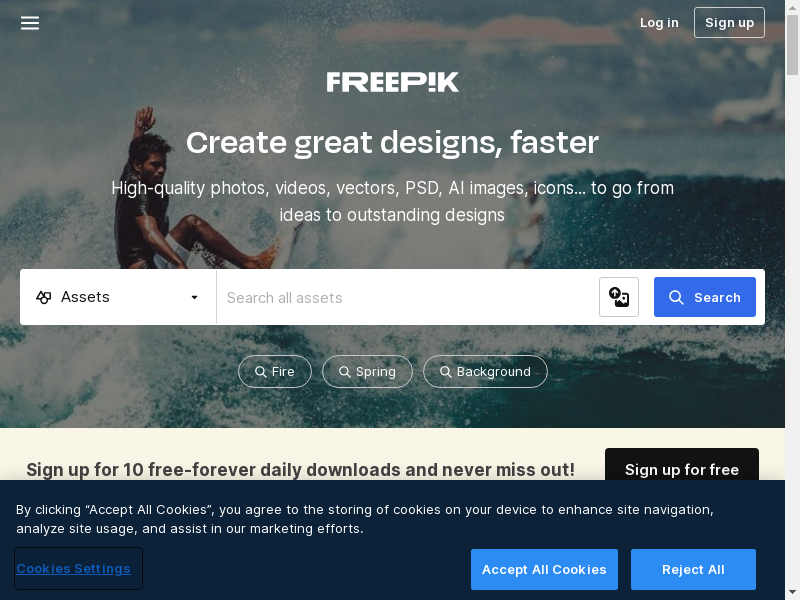 Log in
Sign up
FREEPIK
Create great designs, faster
High-quality photos, videos, vectors, PSD, AI images, icons... to go from
ideas to outstanding designs
Assets
Search all assets
Search
Fire
Spring
Background
Sign up for 10 free-forever daily downloads and never miss out!
Sign up for free
By clicking “Accept All Cookies”, you agree to the storing of cookies on your device to enhance site navigation,
analyze site usage, and assist in our marketing efforts.
Cookies Settings
Accept All Cookies
Reject All